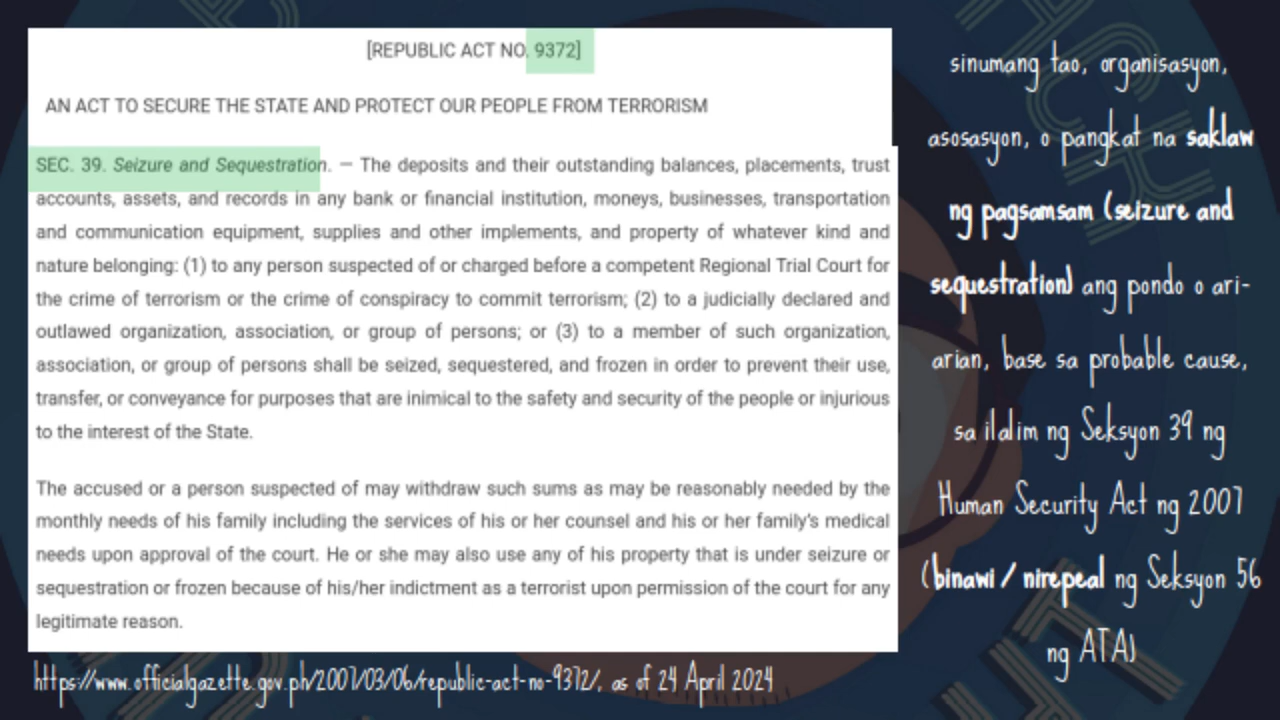 [REPUBLIC ACT NO. 9372]
AN ACT TO SECURE THE STATE AND PROTECT OUR PEOPLE FROM TERRORISM
SEC. 39. Seizure and Sequestration. — The deposits and their outstanding balances, placements, trust
accounts, assets, and records in any bank or financial institution, moneys, businesses, transportation
and communication equipment, supplies and other implements, and property of whatever kind and
nature belonging: (1) to any person suspected of or charged before a competent Regional Trial Court for
the crime of terrorism or the crime of conspiracy to commit terrorism; (2) to a judicially declared and
outlawed organization, association, or group of persons; or (3) to a member of such organization,
association, or group of persons shall be seized, sequestered, and frozen in order to prevent their use,
transfer, or conveyance for purposes that are inimical to the safety and security of the people or injurious
to the interest of the State.
The accused or a person suspected of may withdraw such sums as may be reasonably needed by the
monthly needs of his family including the services of his or her counsel and his or her family's medical
needs upon approval of the court. He or she may also use any of his property that is under seizure or
sequestration or frozen because of his/her indictment as a terrorist upon permission of the court for any
legitimate reason.
https://www.officialgazette.gov.ph/2007/03/06/republic-act-no-9372/, as of 24 April 2024
sinumang tao, organisasyon,
asosasyon, o pangkat na saklaw
ng pagsamsam (seizure and
sequestration) ang pondo o ari-
arian, base sa probable cause,
sa ilalim ng Seksyon 39 ng
Human Security Act ng 2007
(binawi / nirepeal ng Seksyon 56
ng ATA)